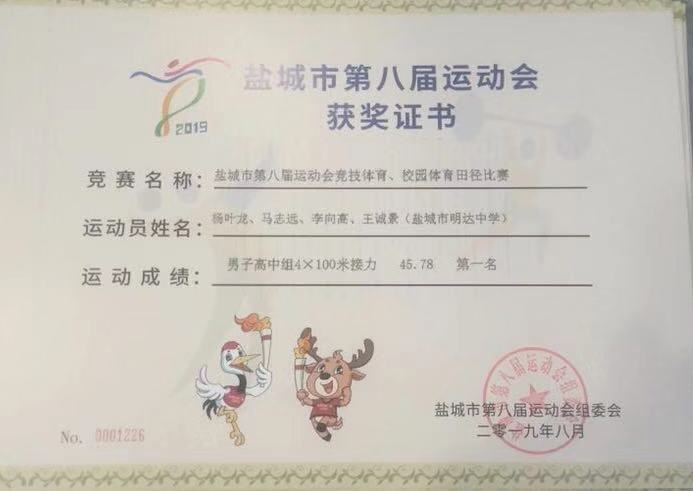 2019
盐城市第八届运动会
获奖证书
竞赛名称：盐城市第八届运动会竞技体育、校园体育田径比赛
运动员姓名：杨叶龙、马志远、李向高、王诚景（盐城市明达中学）
运动成绩：男子高中组4×100米接力 45.78 第一名
盐城市第八届运动会组委会
二零一九年八月
No. 0001226